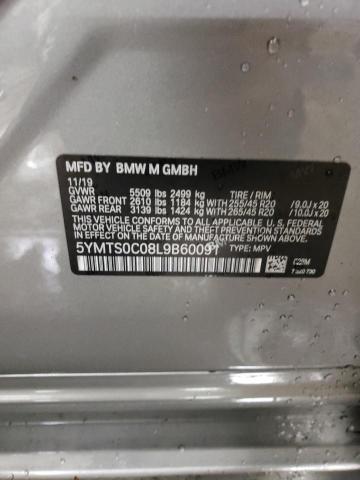 MFD BY BMW M GMBH
11/19
GVWR 5509 lbs 2499 kg TIRE / RIM
GAWR FRONT 2610 lbs 1184 kg WITH 255/45 R20 /9.0J x 20
GAWR REAR 3139 lbs 1424 kg WITH 265/45 R20 /10.0J x 20
THIS VEHICLE CONFORMS TO ALL APPLICABLE U. S. FEDERAL
MOTOR VEHICLE SAFETY STANDARDS IN EFFECT ON THE
DATE OF MANUFACTURE SHOWN ABOVE.
5YMTS0C08L9B60091 TYPE: MPV